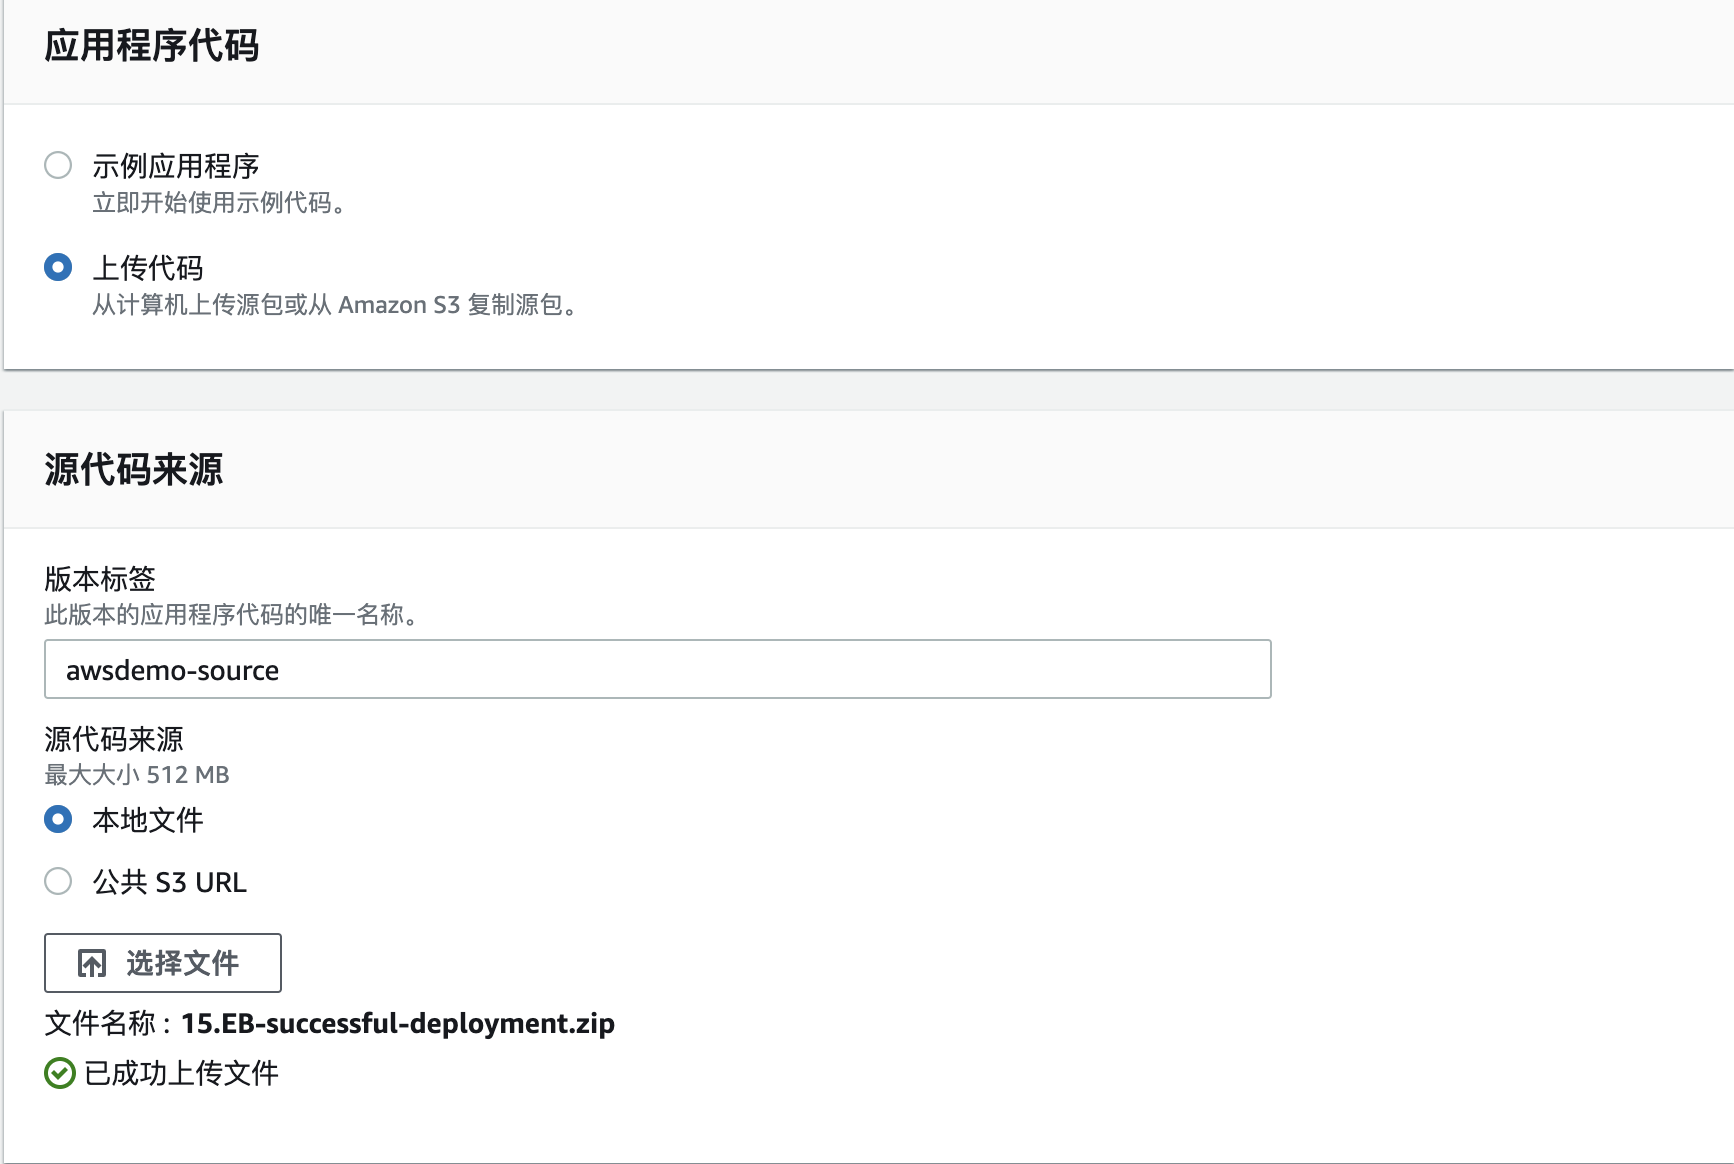 应用程序代码
示例应用程序
立即开始使用示例代码。
上传代码
从计算机上传源包或从 Amazon S3 复制源包。
源代码来源
版本标签
此版本的应用程序代码的唯一名称。
awsdemo-source
源代码来源
最大大小 512 MB
本地文件
公共 S3 URL
选择文件
文件名称 : 15.EB-successful-deployment.zip
已成功上传文件